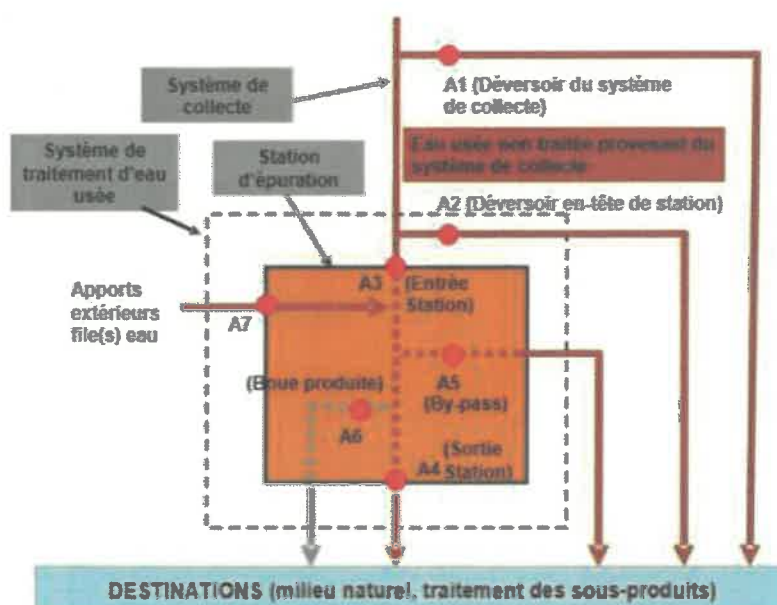 Système de
collecte
A1 (Déversoir du système
de collecte)
Système de
traitement d'eau
usée
Station
d'épuration
Eau usée non traitée provenant du
système de collecte
A2 (Déversoir en-tête de station)
Apports
extérieurs
file(s) eau
A7
A3
(Entrée
Station)
(Boue produite)
A6
A5
(By-pass)
(Sortie
Station)
A4
DESTINATIONS (milieu naturel, traitement des sous-produits)